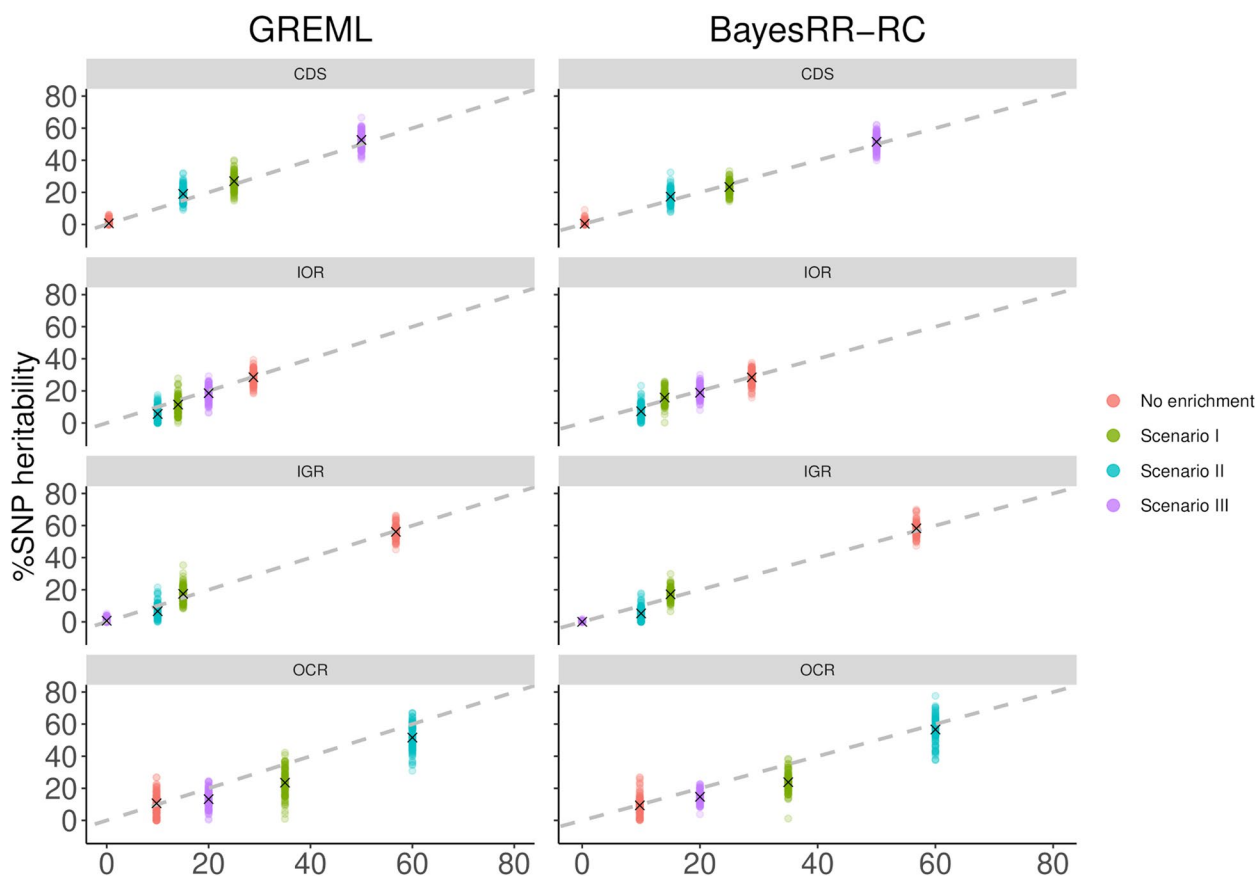 GREML
BayesRR−RC
CDS
CDS
80
60
40
20
0
IOR
IOR
80
60
40
20
0
IGR
IGR
80
60
40
20
0
OCR
OCR
80
60
40
20
0
%SNP heritability
0 20 40 60 80
0 20 40 60 80
No enrichment
Scenario I
Scenario II
Scenario III